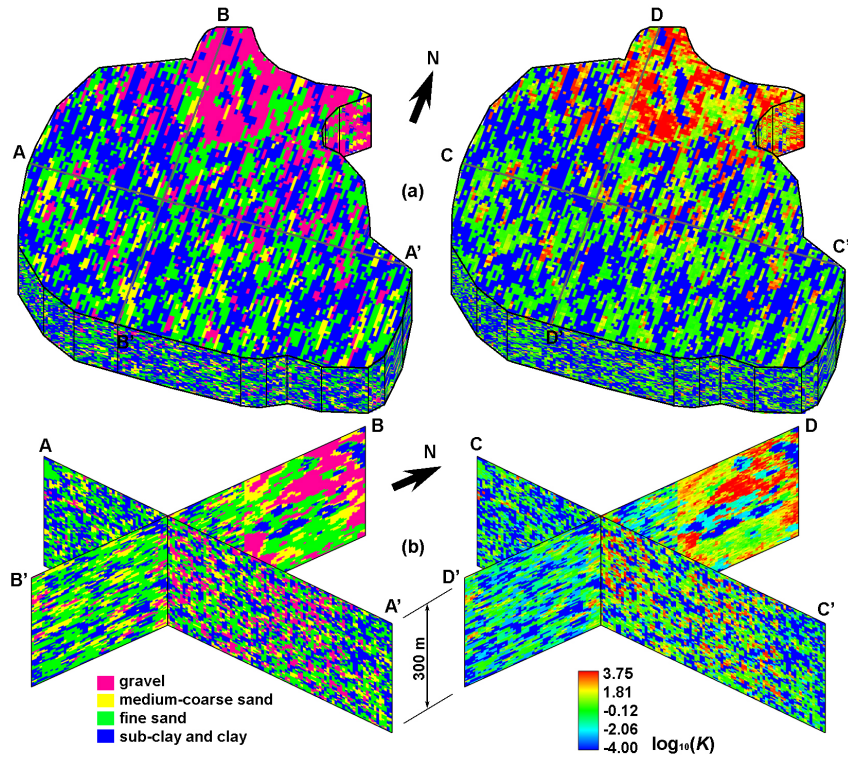 B
D
N
A
C
(a)
A'
C'
B'
D'
A
B
N
C
D
(b)
B'
A'
D'
C'
300 m
gravel
medium-coarse sand
fine sand
sub-clay and clay
3.75
1.81
-0.12
-2.06
-4.00
log₁₀(K)